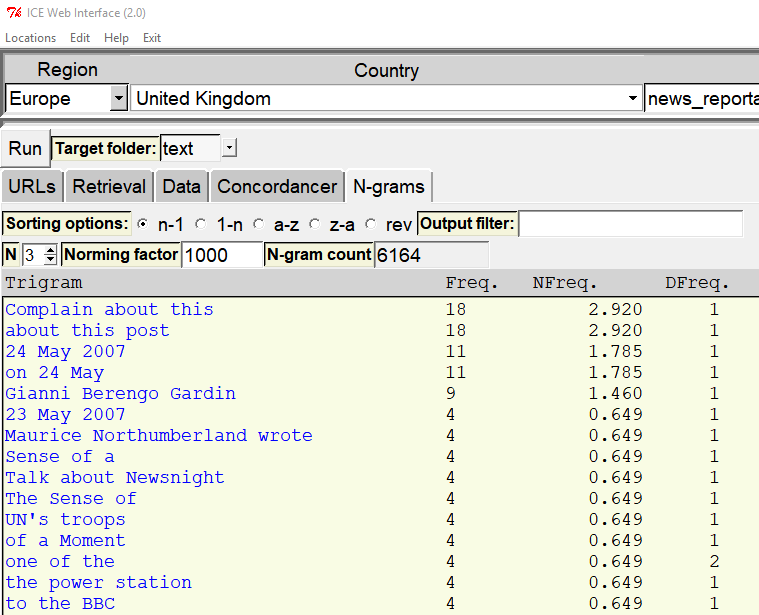 ICE Web Interface (2.0)
Locations Edit Help Exit
Region Country
Europe United Kingdom news_reporta
Run Target folder: text
URLs Retrieval Data Concordancer N-grams
Sorting options: n-1 1-n a-z z-a rev Output filter:
N 3 Norming factor 1000 N-gram count 6164
Trigram Freq. NFreq. DFreq.
Complain about this 18 2.920 1
about this post 18 2.920 1
24 May 2007 11 1.785 1
on 24 May 11 1.785 1
Gianni Berengo Gardin 9 1.460 1
23 May 2007 4 0.649 1
Maurice Northumberland wrote 4 0.649 1
Sense of a 4 0.649 1
Talk about Newsnight 4 0.649 1
The Sense of 4 0.649 1
UN's troops 4 0.649 1
of a Moment 4 0.649 1
one of the 4 0.649 2
the power station 4 0.649 1
to the BBC 4 0.649 1